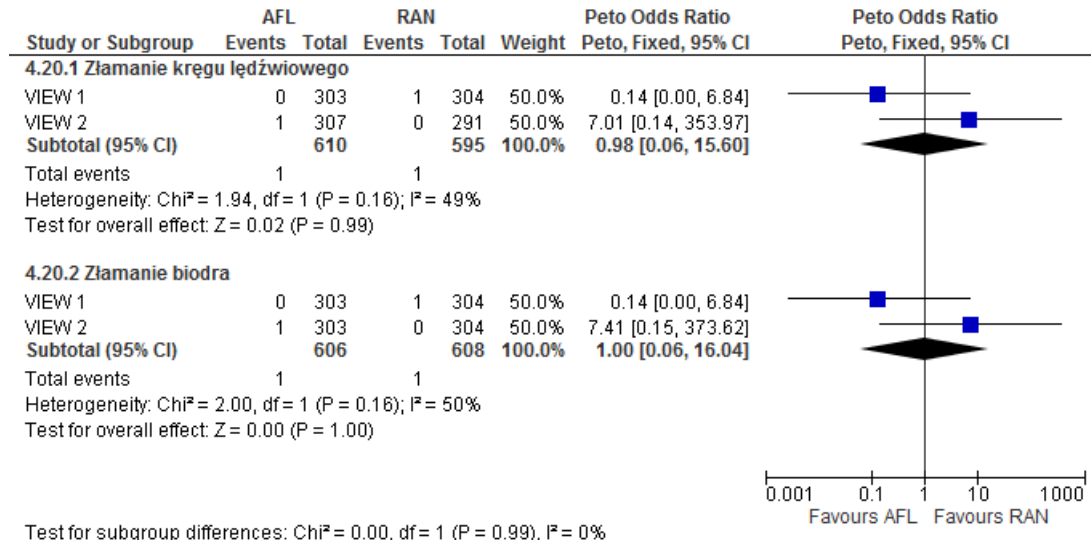 AFL RAN Peto Odds Ratio Peto Odds Ratio
Study or Subgroup Events Total Events Total Weight Peto, Fixed, 95% CI Peto, Fixed, 95% CI
4.20.1 Złamanie kręgu lędźwiowego
VIEW 1 0 303 1 304 50.0% 0.14 [0.00, 6.84]
VIEW 2 1 307 0 291 50.0% 7.01 [0.14, 353.97]
Subtotal (95% CI) 610 595 100.0% 0.98 [0.06, 15.60]
Total events 1 1
Heterogeneity: Chi² = 1.94, df = 1 (P = 0.16); I² = 49%
Test for overall effect: Z = 0.02 (P = 0.99)
4.20.2 Złamanie biodra
VIEW 1 0 303 1 304 50.0% 0.14 [0.00, 6.84]
VIEW 2 1 303 0 304 50.0% 7.41 [0.15, 373.62]
Subtotal (95% CI) 606 608 100.0% 1.00 [0.06, 16.04]
Total events 1 1
Heterogeneity: Chi² = 2.00, df = 1 (P = 0.16); I² = 50%
Test for overall effect: Z = 0.00 (P = 1.00)
0.001 0.1 1 10 1000
Favours AFL Favours RAN
Test for subgroup differences: Chi² = 0.00, df = 1 (P = 0.99), I² = 0%